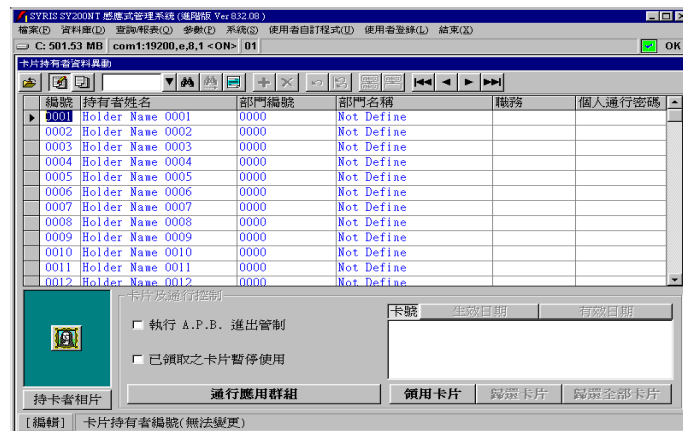 SYRIS SY200NT 感應式管理系統 (進階版 Ver 832.08 )
檔案(F) 資料庫(D) 查詢/報表(Q) 參數(P) 系統(S) 使用者自訂程式(U) 使用者登錄(L) 結束(X)
C: 501.53 MB com1:19200,e,8,1 <ON> 01 OK
卡片持有者資料異動
編號 持有者姓名 部門編號 部門名稱 職務 個人通行密碼
0001 Holder Name 0001 0000 Not Define
0002 Holder Name 0002 0000 Not Define
0003 Holder Name 0003 0000 Not Define
0004 Holder Name 0004 0000 Not Define
0005 Holder Name 0005 0000 Not Define
0006 Holder Name 0006 0000 Not Define
0007 Holder Name 0007 0000 Not Define
0008 Holder Name 0008 0000 Not Define
0009 Holder Name 0009 0000 Not Define
0010 Holder Name 0010 0000 Not Define
0011 Holder Name 0011 0000 Not Define
0012 Holder Name 0012 0000 Not Define
卡片及通行控制
卡號 生效日期 有效日期
執行 A.P.B. 進出管制
已領取之卡片暫停使用
持卡者相片 通行應用群組 領用卡片 歸還卡片 歸還全部卡片
[編輯] 卡片持有者編號(無法變更)